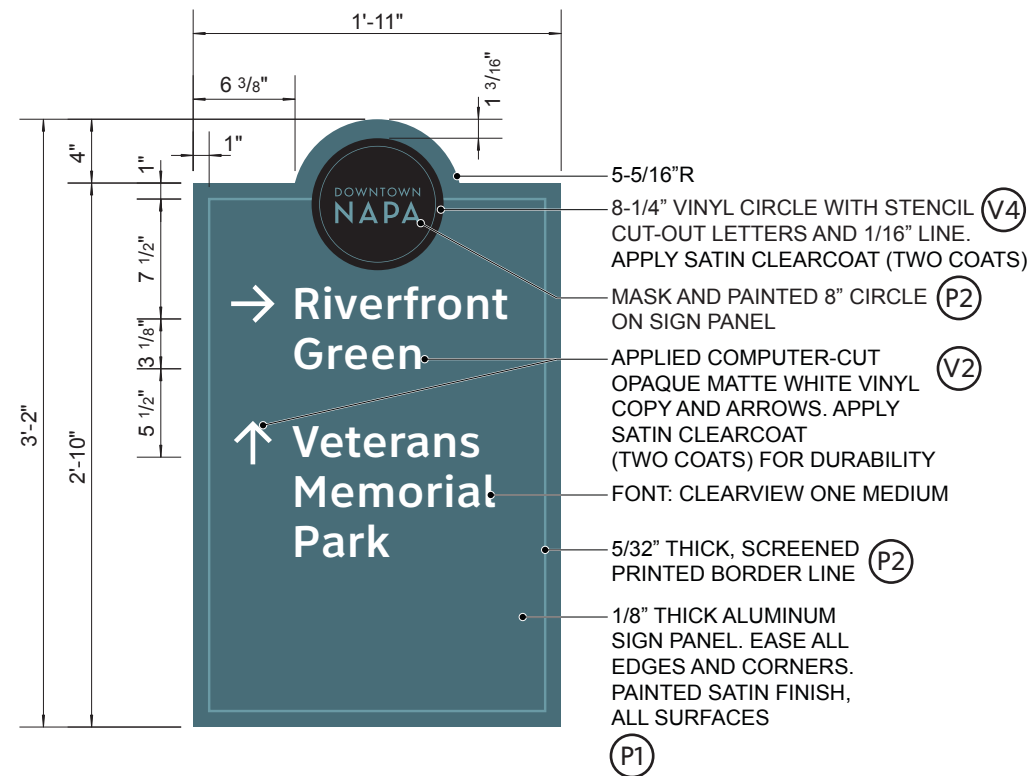 1'-11"
6 3/8"
1 3/16"
1"
4"
1"
7 1/2"
3 1/8"
5 1/2"
3'-2"
2'-10"
DOWNTOWN
NAPA
Riverfront
Green
Veterans
Memorial
Park
5-5/16”R
8-1/4” VINYL CIRCLE WITH STENCIL V4
CUT-OUT LETTERS AND 1/16” LINE.
APPLY SATIN CLEARCOAT (TWO COATS)
MASK AND PAINTED 8” CIRCLE P2
ON SIGN PANEL
APPLIED COMPUTER-CUT
OPAQUE MATTE WHITE VINYL V2
COPY AND ARROWS. APPLY
SATIN CLEARCOAT
(TWO COATS) FOR DURABILITY
FONT: CLEARVIEW ONE MEDIUM
5/32” THICK, SCREENED
PRINTED BORDER LINE P2
1/8” THICK ALUMINUM
SIGN PANEL. EASE ALL
EDGES AND CORNERS.
PAINTED SATIN FINISH,
ALL SURFACES
P1